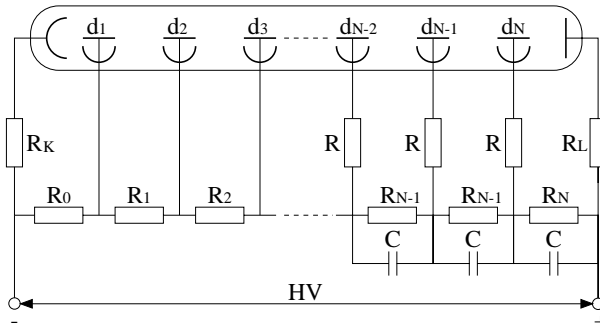 d1 d2 d3 dN-2 dN-1 dN
RK R R R RL
R0 R1 R2 RN-1 RN-1 RN
C C C
HV